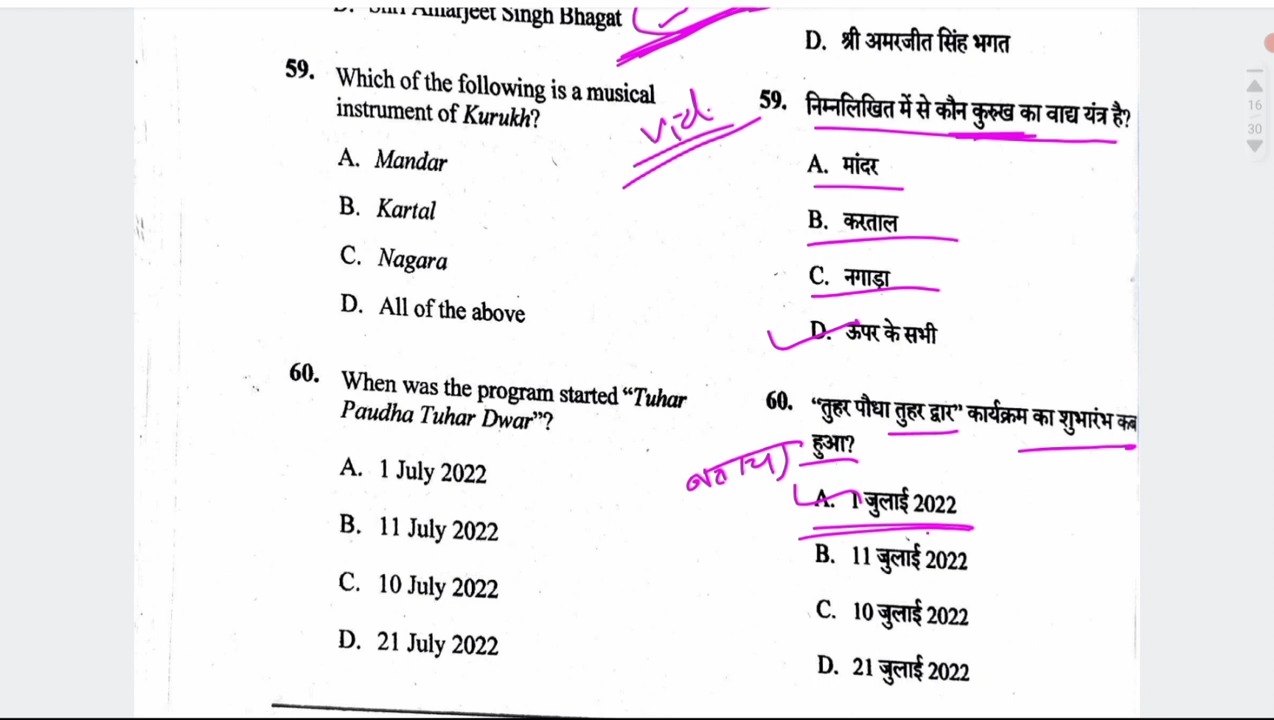 D. Shri Amarjeet Singh Bhagat
59. Which of the following is a musical
instrument of Kurukh?
A. Mandar
B. Kartal
C. Nagara
D. All of the above
60. When was the program started “Tuhar
Paudha Tuhar Dwar”?
A. 1 July 2022
B. 11 July 2022
C. 10 July 2022
D. 21 July 2022
D. श्री अमरजीत सिंह भगत
59. निम्नलिखित में से कौन कुरुख का वाद्य यंत्र है?
A. मांदर
B. करताल
C. नगाड़ा
D. ऊपर के सभी
60. “तुहर पौधा तुहर द्वार” कार्यक्रम का शुभारंभ कब
हुआ?
A. 1 जुलाई 2022
B. 11 जुलाई 2022
C. 10 जुलाई 2022
D. 21 जुलाई 2022
16
30